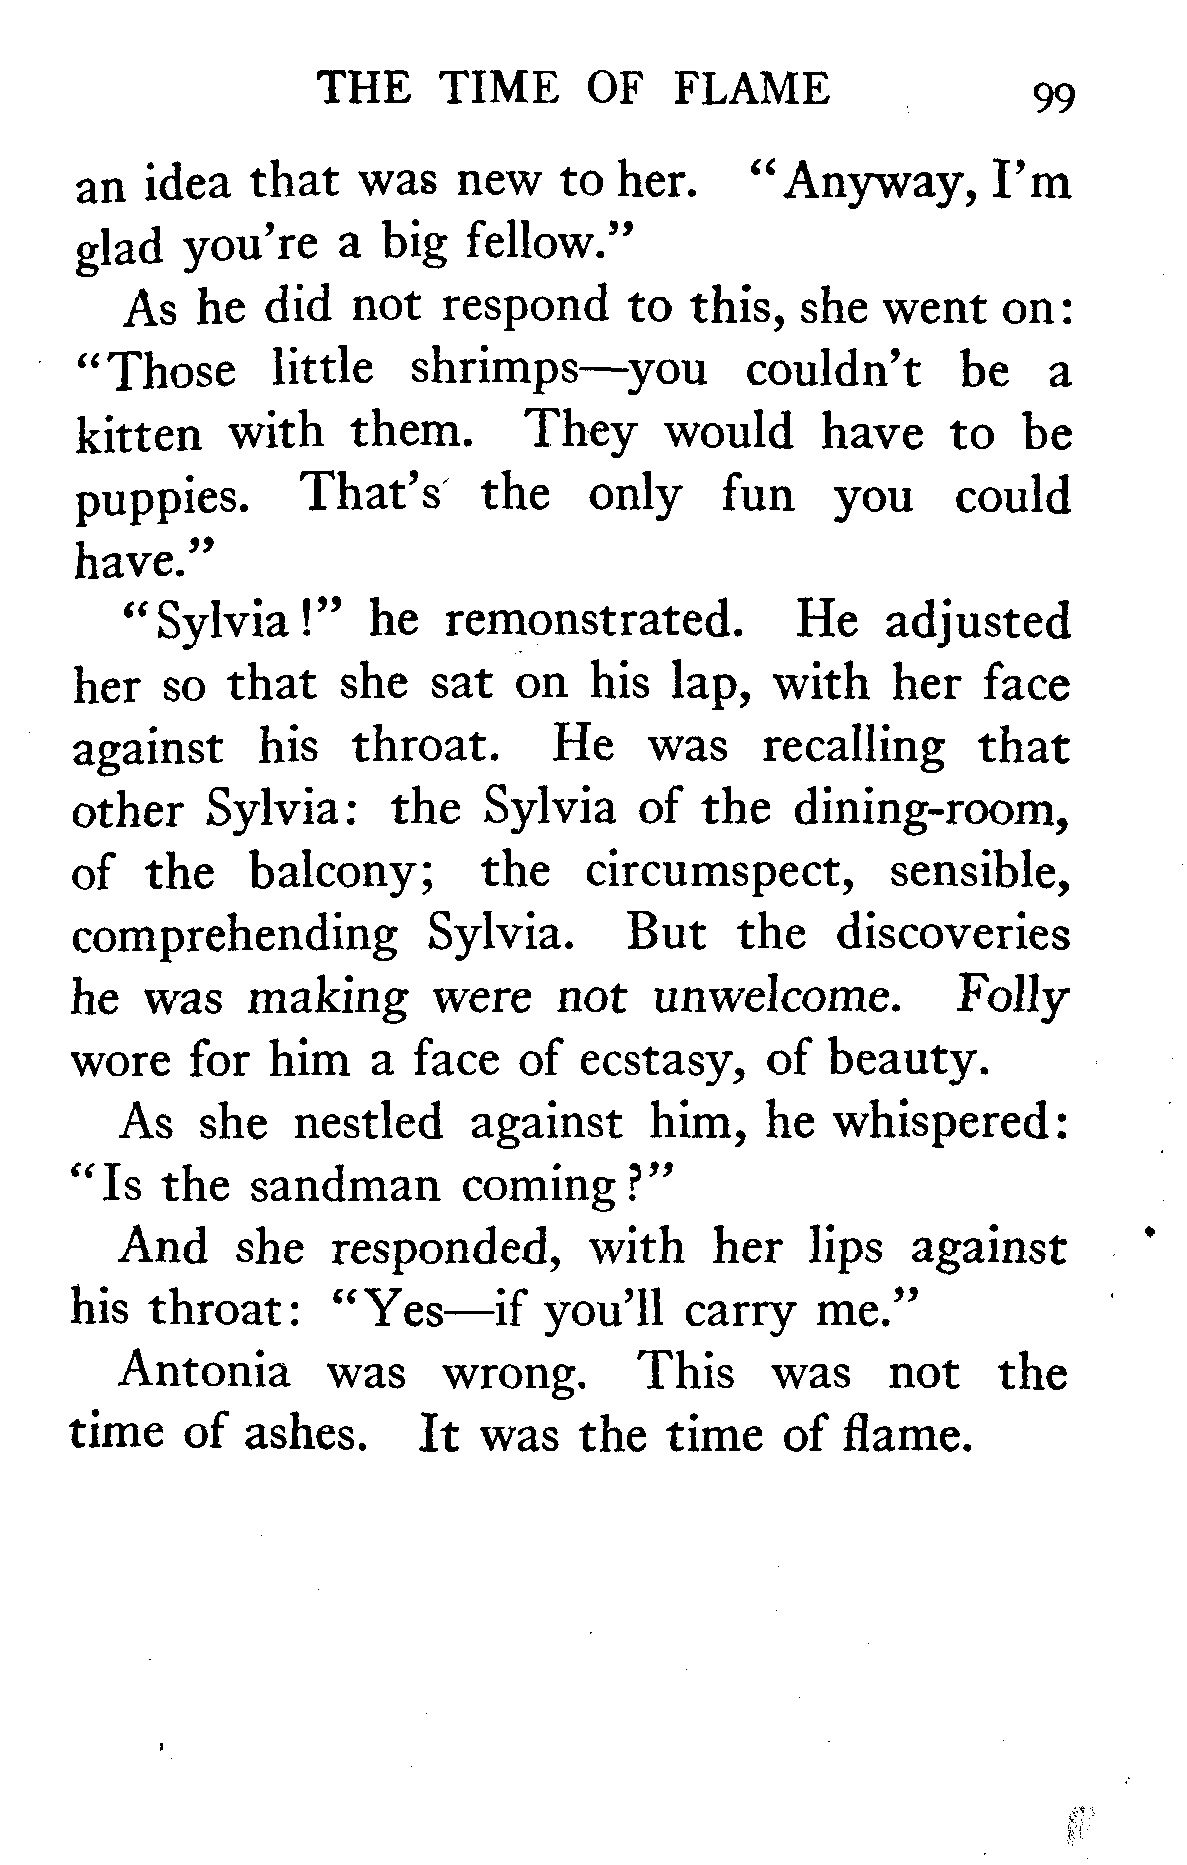 THE TIME OF FLAME 99
an idea that was new to her. "Anyway, I'm
glad you're a big fellow."
As he did not respond to this, she went on:
"Those little shrimps—you couldn't be a
kitten with them. They would have to be
puppies. That's the only fun you could
have."
"Sylvia!" he remonstrated. He adjusted
her so that she sat on his lap, with her face
against his throat. He was recalling that
other Sylvia: the Sylvia of the dining-room,
of the balcony; the circumspect, sensible,
comprehending Sylvia. But the discoveries
he was making were not unwelcome. Folly
wore for him a face of ecstasy, of beauty.
As she nestled against him, he whispered:
"Is the sandman coming?"
And she responded, with her lips against
his throat: "Yes—if you'll carry me."
Antonia was wrong. This was not the
time of ashes. It was the time of flame.